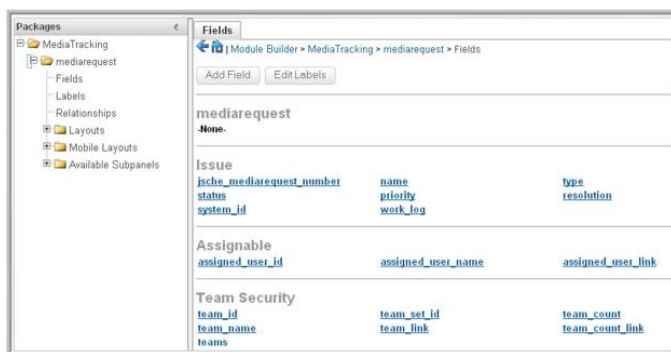 Packages
MediaTracking
mediarequest
Fields
Labels
Relationships
Layouts
Mobile Layouts
Available Subpanels
Fields
| Module Builder > MediaTracking > mediarequest > Fields
Add Field Edit Labels
mediarequest
-None-
Issue
jsche_mediarequest_number name type
status priority resolution
system_id work_log
Assignable
assigned_user_id assigned_user_name assigned_user_link
Team Security
team_id team_set_id team_count
team_name team_link team_count_link
teams